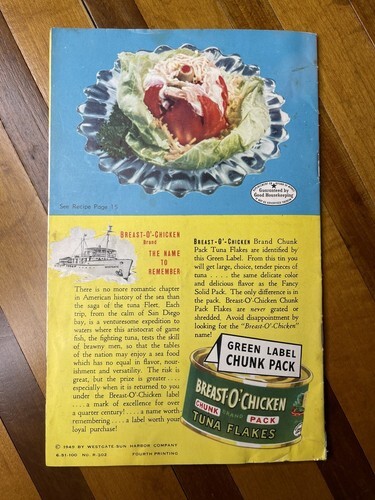 See Recipe Page 15
Guaranteed by
Good Housekeeping
BREAST-O'-CHICKEN
Brand
THE NAME
TO
REMEMBER
There is no more romantic chapter
in American history of the sea than
the saga of the tuna Fleet. Each
trip, from the calm of San Diego
bay, is a venturesome expedition to
waters where this aristocrat of game
fish, the fighting tuna, tests the skill
of brawny men, so that the tables
of the nation may enjoy a sea food
which has no equal in flavor, nour-
ishment and versatility. The risk is
great, but the prize is greater....
especially when it is returned to you
under the Breast-O'-Chicken label
....a mark of excellence for over
a quarter century!....a name worth
remembering....a label worth your
loyal purchase!
BREAST-O'-CHICKEN Brand Chunk
Pack Tuna Flakes are identified by
this Green Label. From this tin you
will get large, choice, tender pieces of
tuna.....the same delicate color
and delicious flavor as the Fancy
Solid Pack. The only difference is in
the pack. Breast-O'-Chicken Chunk
Pack Flakes are never grated or
shredded. Avoid disappointment by
looking for the "Breast-O'-Chicken"
name!
GREEN LABEL
CHUNK PACK
BREAST-O'-CHICKEN
CHUNK BRAND PACK
TUNA FLAKES
© 1949 BY WESTGATE-SUN HARBOR COMPANY
FOURTH PRINTING